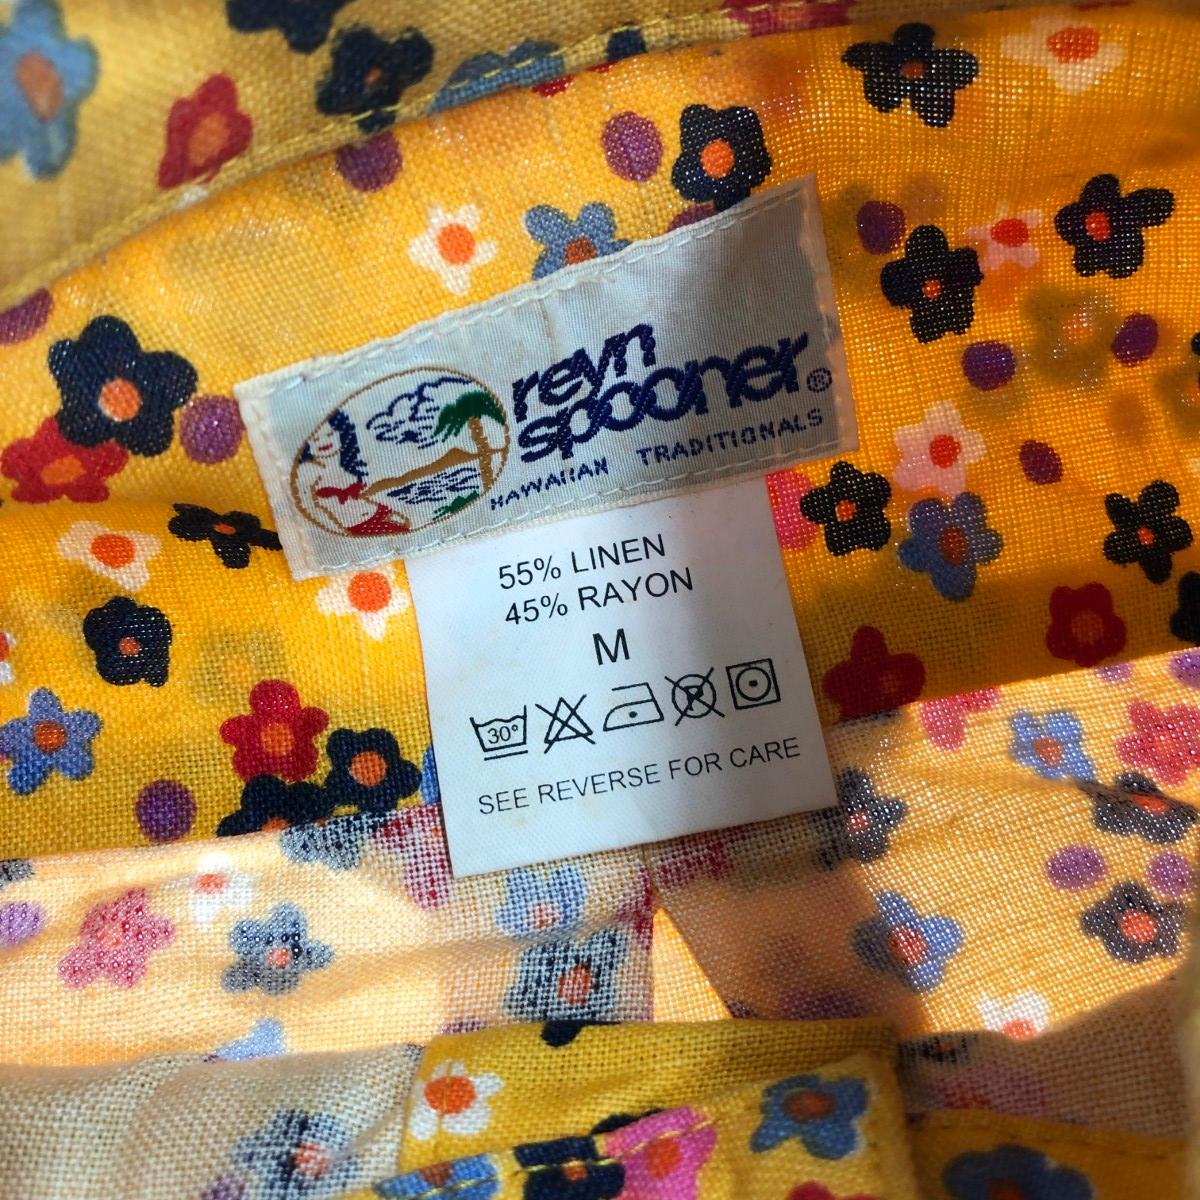 reyn
spooner®
HAWAIIAN TRADITIONALS
55% LINEN
45% RAYON
M
30°
P
SEE REVERSE FOR CARE